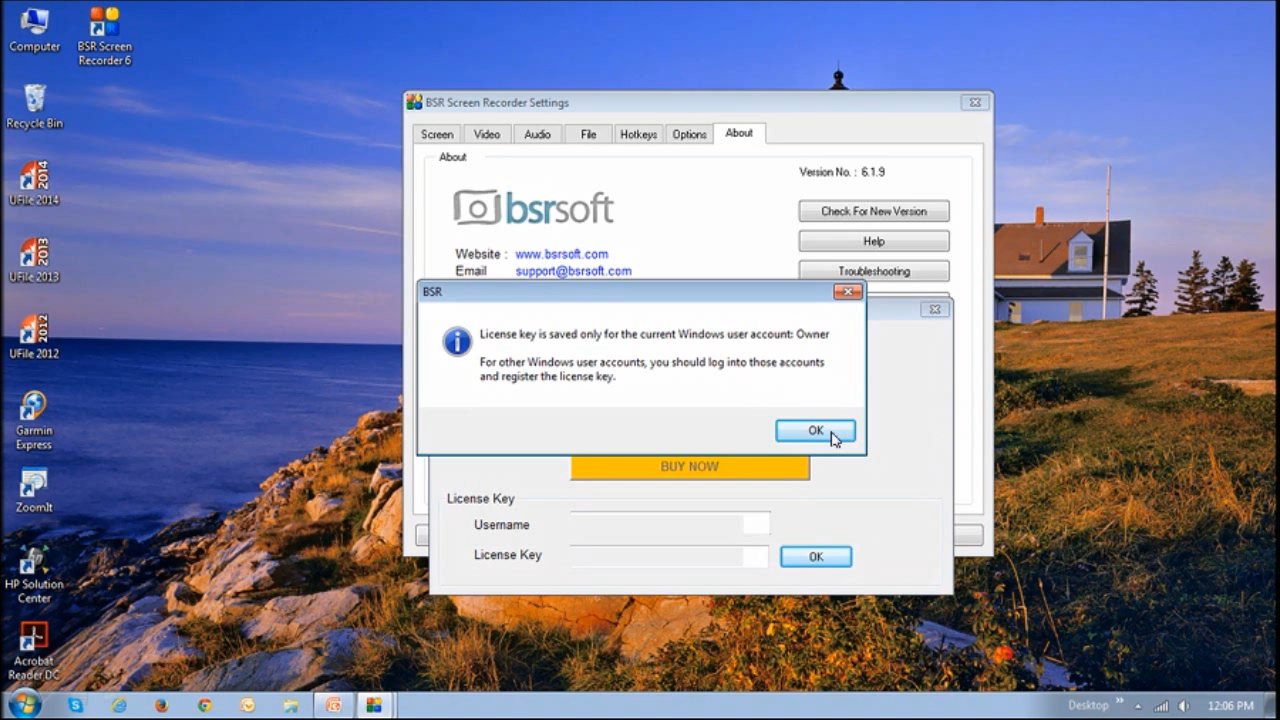 Computer
BSR Screen
Recorder 6
Recycle Bin
2014
UFile 2014
2013
UFile 2013
2012
UFile 2012
Garmin
Express
ZoomIt
HP Solution
Center
Acrobat
Reader DC
BSR Screen Recorder Settings
Screen
Video
Audio
File
Hotkeys
Options
About
About
bsrsoft
Version No. : 6.1.9
Check For New Version
Help
Troubleshooting
Website : www.bsrsoft.com
Email support@bsrsoft.com
BSR
License key is saved only for the current Windows user account: Owner
For other Windows user accounts, you should log into those accounts
and register the license key.
OK
BUY NOW
License Key
Username
License Key
OK
Desktop
12:06 PM